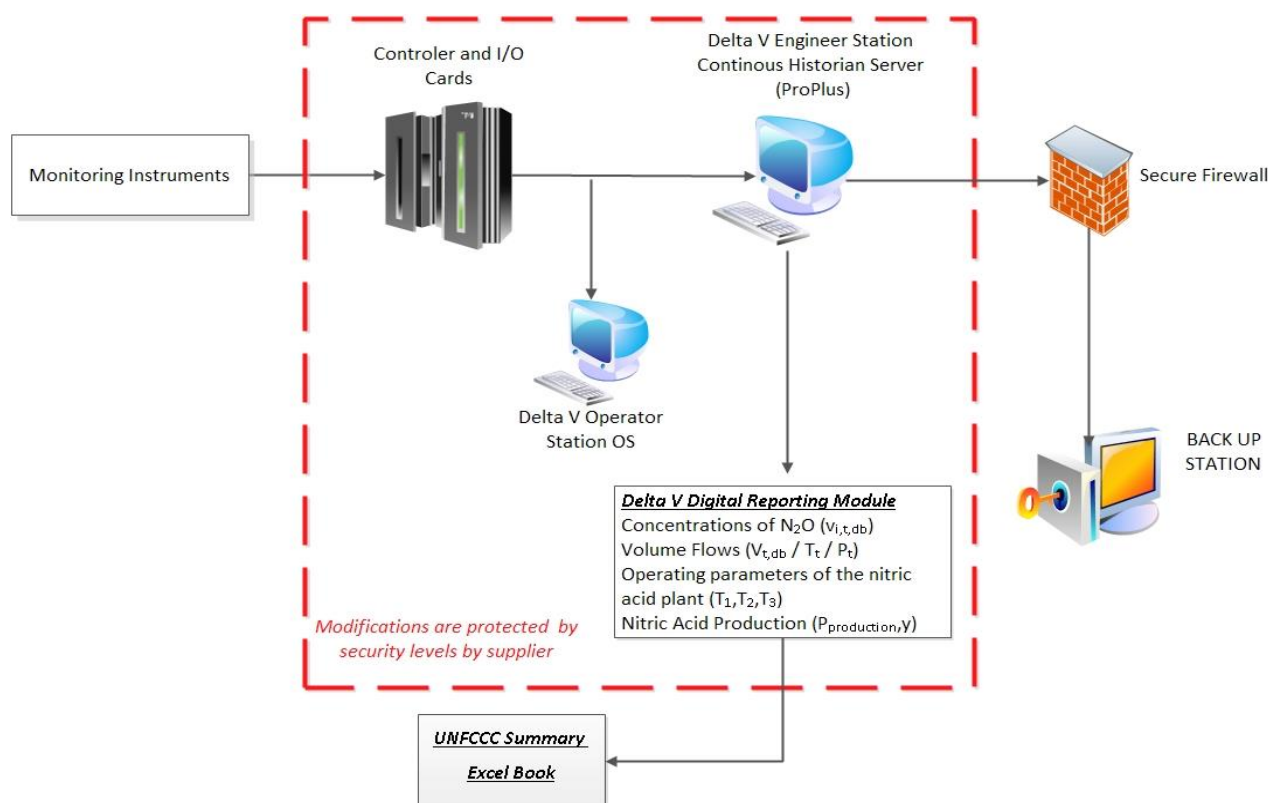 Controler and I/O
Cards
Delta V Engineer Station
Continous Historian Server
(ProPlus)
Monitoring Instruments
Secure Firewall
Delta V Operator
Station OS
BACK UP
STATION
Delta V Digital Reporting Module
Concentrations of N₂O (vᵢ,ₜ,db)
Volume Flows (Vt,db / Tt / Pt)
Operating parameters of the nitric
acid plant (T₁,T₂,T₃)
Nitric Acid Production (Pproduction,y)
Modifications are protected by
security levels by supplier
UNFCCC Summary
Excel Book